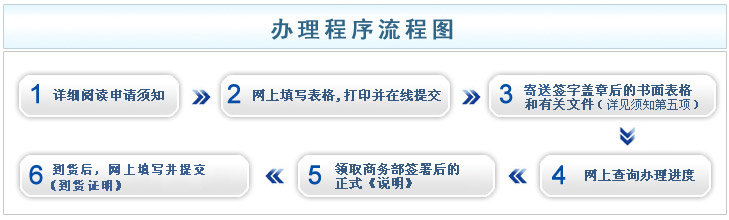 办理程序流程图
1 详细阅读申请须知
2 网上填写表格,打印并在线提交
3 寄送签字盖章后的书面表格
和有关文件(详见须知第五项)
4 网上查询办理进度
5 领取商务部签署后的
正式《说明》
6 到货后，网上填写并提交
《到货证明》